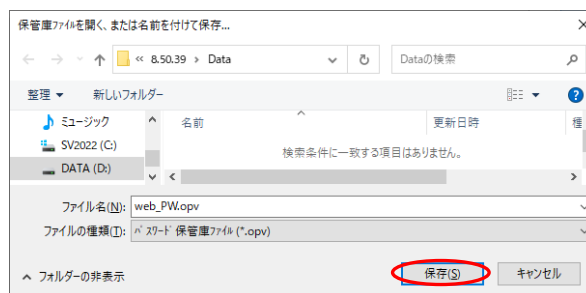 保管庫ﾌｧｲﾙを開く、または名前を付けて保存...
« 8.50.39 › Data
Dataの検索
整理 新しいフォルダー
ミュージック
SV2022 (C:)
DATA (D:)
名前 更新日時 種
検索条件に一致する項目はありません。
ファイル名(N): web_PW.opv
ファイルの種類(T): ﾊﾟｽﾜｰﾄﾞ 保管庫ﾌｧｲﾙ (*.opv)
フォルダーの非表示
保存(S) キャンセル